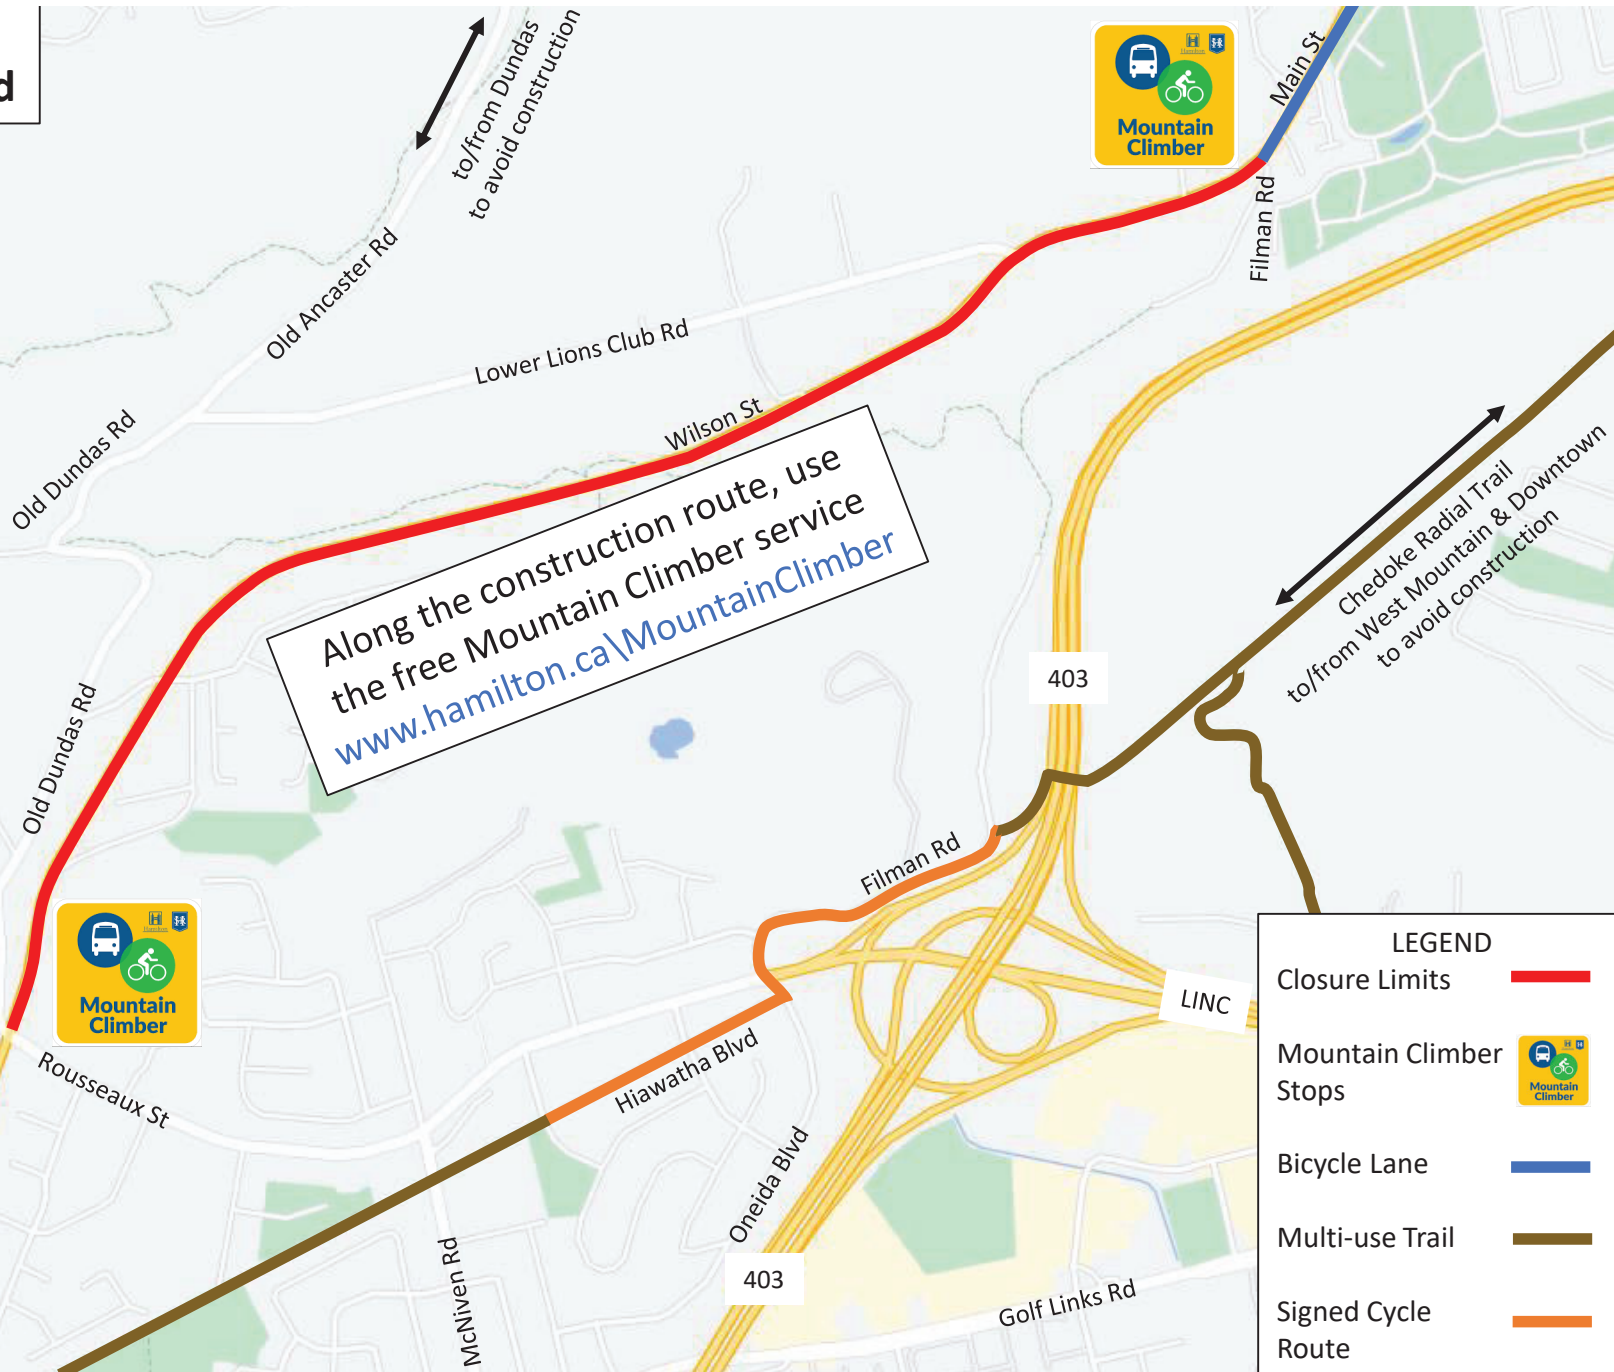 d
to/from Dundas
to avoid construction
Hamilton
Mountain
Climber
Main St
Filman Rd
Old Ancaster Rd
Lower Lions Club Rd
Old Dundas Rd
Wilson St
Along the construction route, use
the free Mountain Climber service
www.hamilton.ca\MountainClimber
Chedoke Radial Trail
to/from West Mountain & Downtown
to avoid construction
403
Old Dundas Rd
Filman Rd
Hamilton
Mountain
Climber
LINC
Rousseaux St
Hiawatha Blvd
Oneida Blvd
McNiven Rd
403
Golf Links Rd
LEGEND
Closure Limits
Mountain Climber
Stops
Mountain
Climber
Bicycle Lane
Multi-use Trail
Signed Cycle
Route